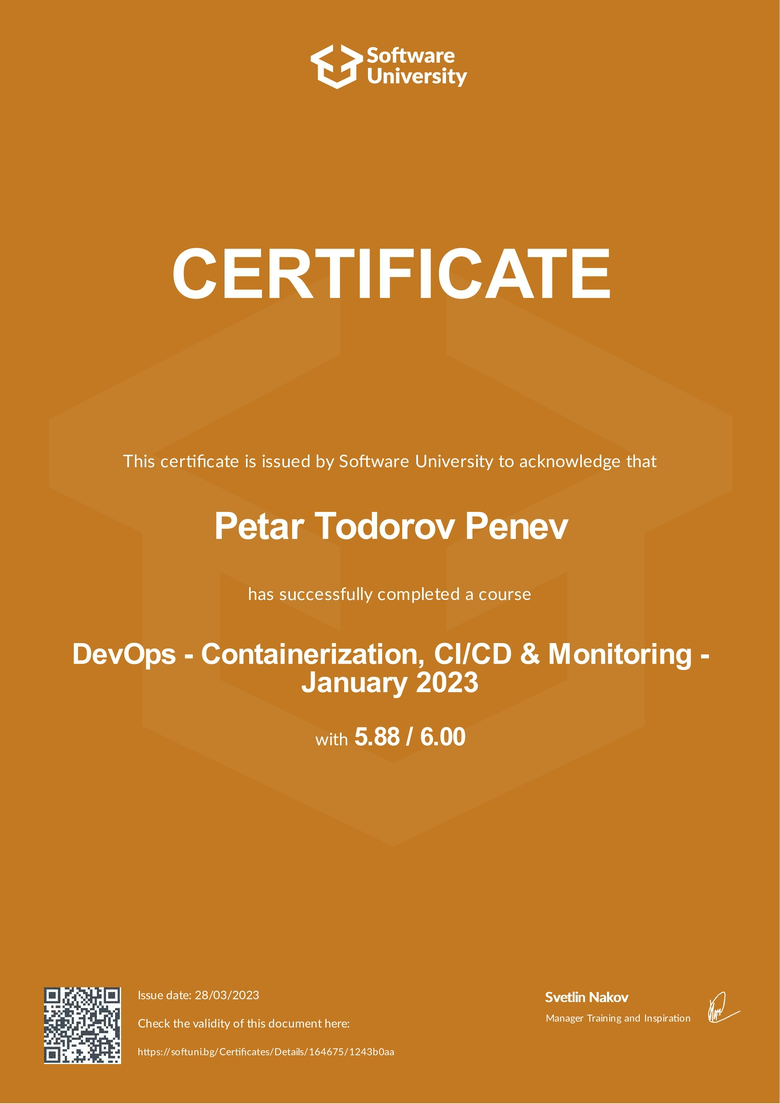 Software
University
CERTIFICATE
This certificate is issued by Software University to acknowledge that
Petar Todorov Penev
has successfully completed a course
DevOps - Containerization, CI/CD & Monitoring -
January 2023
with 5.88 / 6.00
Issue date: 28/03/2023
Check the validity of this document here:
https://softuni.bg/Certificates/Details/164675/1243b0aa
Svetlin Nakov
Manager Training and Inspiration